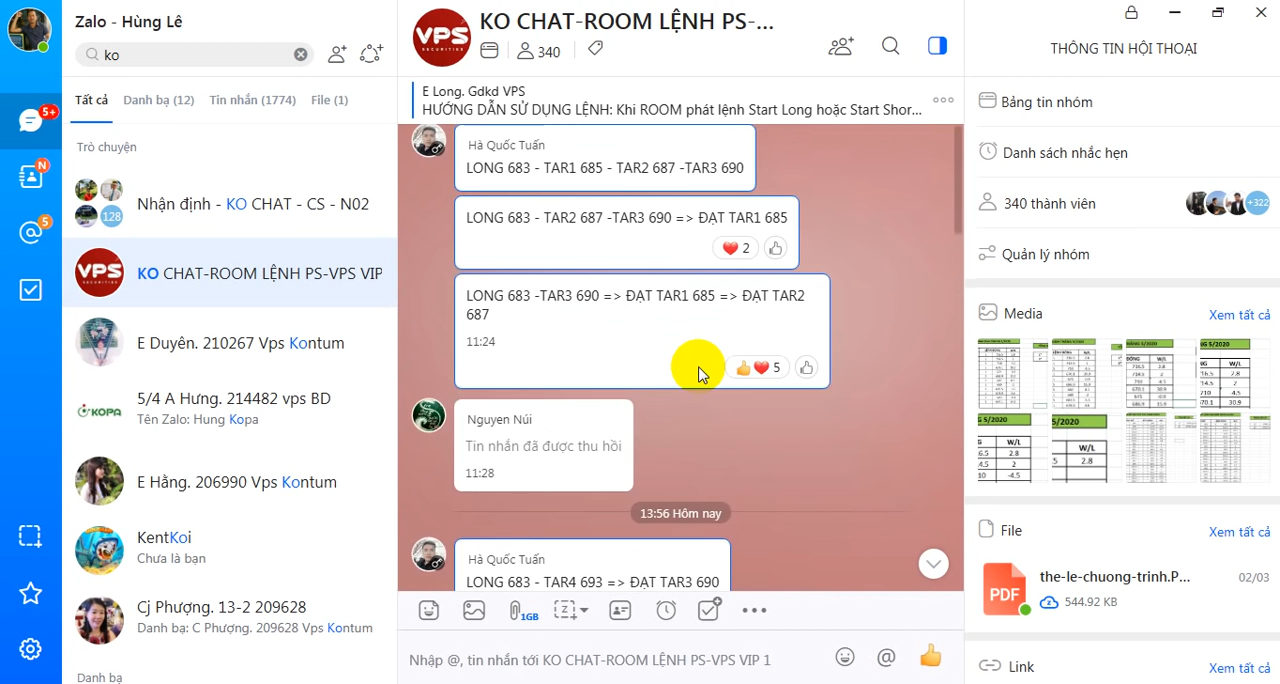 Zalo - Hùng Lê
ko
Tất cả
Danh bạ (12)
Tin nhắn (1774)
File (1)
5+
N
5
Trò chuyện
128
Nhận định - KO CHAT - CS - N02
VPS
SECURITIES
KO CHAT-ROOM LỆNH PS-VPS VIP
E Duyên. 210267 Vps Kontum
KOPA
5/4 A Hưng. 214482 vps BD
Tên Zalo: Hung Kopa
E Hằng. 206990 Vps Kontum
KentKoi
Chưa là bạn
Cj Phượng. 13-2 209628
Danh bạ: C Phượng. 209628 Vps Kontum
Danh bạ
VPS
SECURITIES
KO CHAT-ROOM LỆNH PS-...
340
E Long. Gdkd VPS
HƯỚNG DẪN SỬ DỤNG LỆNH: Khi ROOM phát lệnh Start Long hoặc Start Shor...
Hà Quốc Tuấn
LONG 683 - TAR1 685 - TAR2 687 -TAR3 690
LONG 683 - TAR2 687 -TAR3 690 => ĐẠT TAR1 685
2
LONG 683 -TAR3 690 => ĐẠT TAR1 685 => ĐẠT TAR2
687
11:24
5
Nguyen Núi
Tin nhắn đã được thu hồi
11:28
13:56 Hôm nay
Hà Quốc Tuấn
LONG 683 - TAR4 693 => ĐẠT TAR3 690
1GB
Nhập @, tin nhắn tới KO CHAT-ROOM LỆNH PS-VPS VIP 1
THÔNG TIN HỘI THOẠI
Bảng tin nhóm
Danh sách nhắc hẹn
340 thành viên
+322
Quản lý nhóm
Media
Xem tất cả
File
Xem tất cả
PDF
the-le-chuong-trinh.P...
02/03
544.92 KB
Link
Xem tất cả